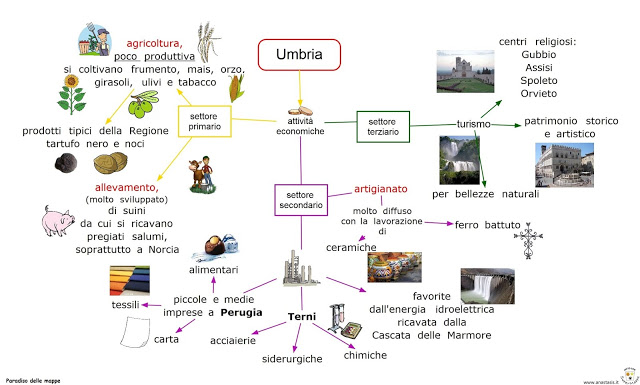 Umbria
attività
economiche
settore
primario
agricoltura,
poco produttiva
si coltivano frumento, mais, orzo.
girasoli, ulivi e tabacco
prodotti tipici della Regione
tartufo nero e noci
allevamento,
(molto sviluppato)
di suini
da cui si ricavano
pregiati salumi,
soprattutto a Norcia
settore
terziario
turismo
centri religiosi:
Gubbio
Assisi
Spoleto
Orvieto
patrimonio storico
e artistico
per bellezze naturali
settore
secondario
artigianato
molto diffuso
con la lavorazione
di
ferro battuto
ceramiche
alimentari
tessili
piccole e medie
imprese a Perugia
carta
Terni
acciaierie
siderurgiche
chimiche
favorite
dall'energia idroelettrica
ricavata dalla
Cascata delle Marmore
Paradiso delle mappe
www.anastasis.it